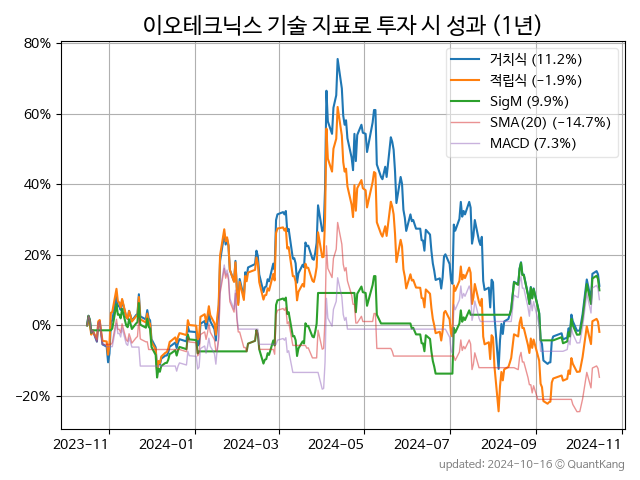 이오테크닉스 기술 지표로 투자 시 성과 (1년)
80%
60%
40%
20%
0%
−20%
거치식 (11.2%)
적립식 (−1.9%)
SigM (9.9%)
SMA(20) (−14.7%)
MACD (7.3%)
2023-11 2024-01 2024-03 2024-05 2024-07 2024-09 2024-11
updated: 2024-10-16 © QuantKang